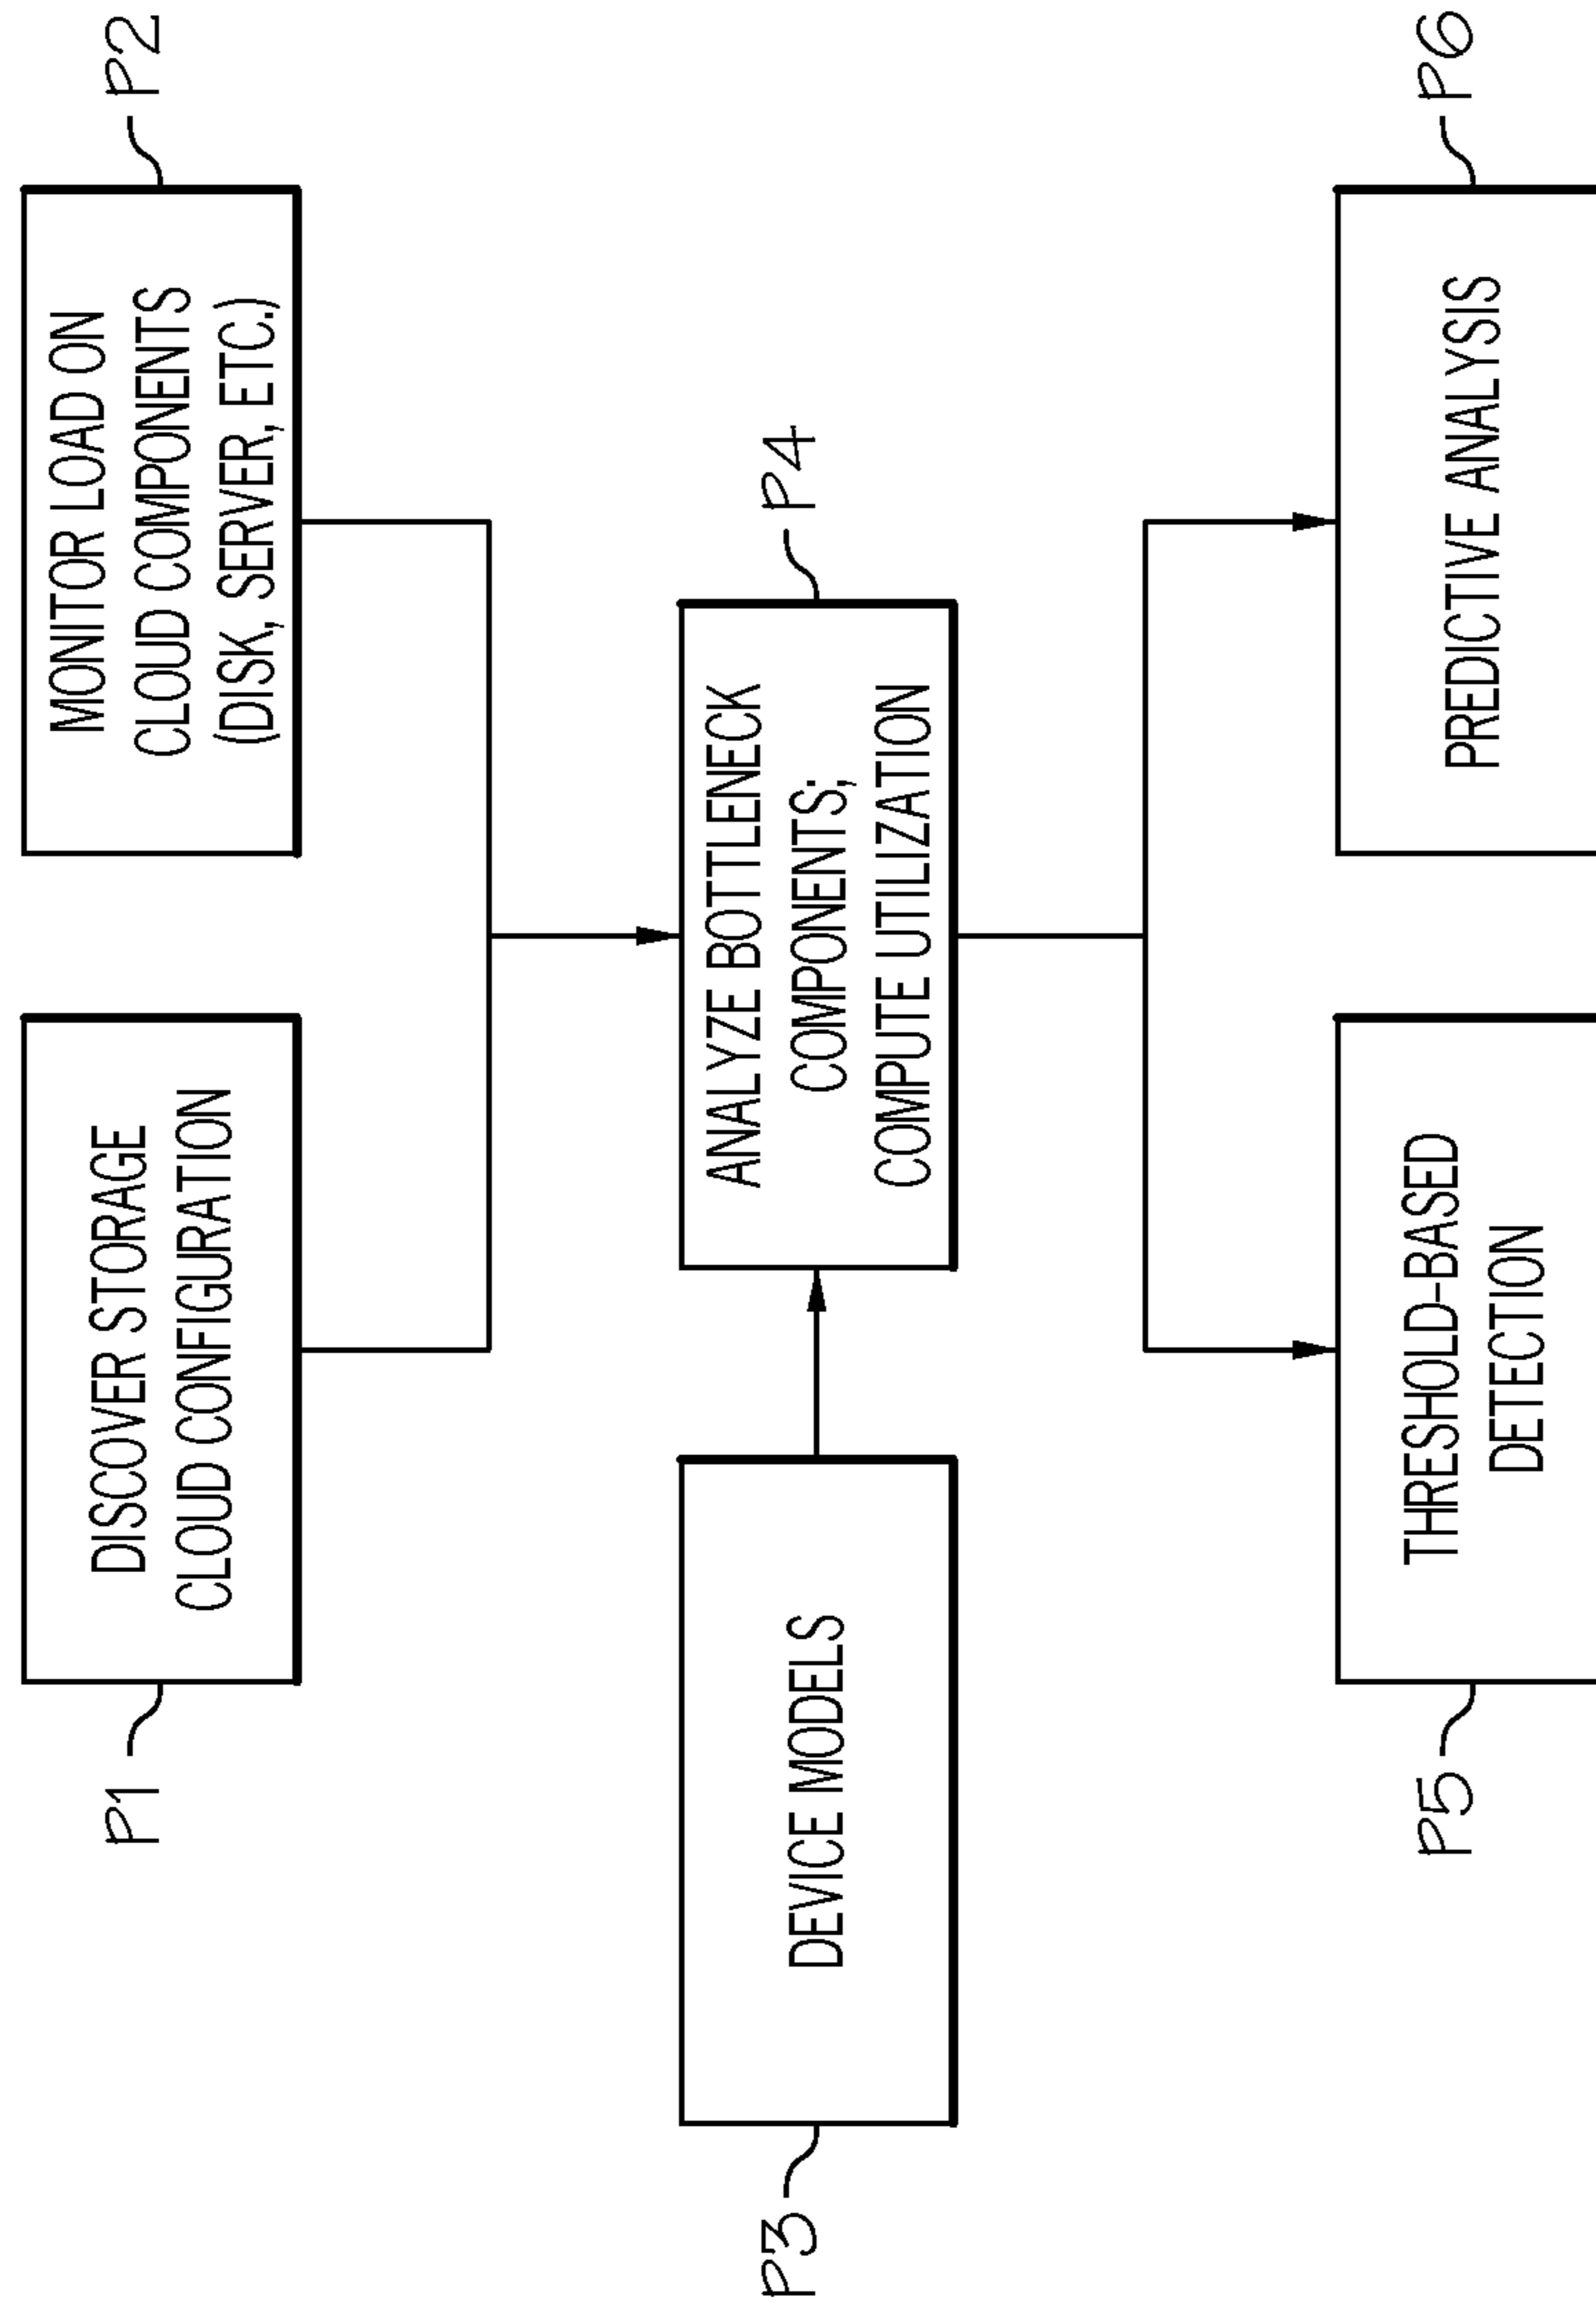 P1
DISCOVER STORAGE
CLOUD CONFIGURATION
MONITOR LOAD ON
CLOUD COMPONENTS
(DISK, SERVER, ETC.)
P2
P3
DEVICE MODELS
ANALYZE BOTTLENECK
COMPONENTS;
COMPUTE UTILIZATION
P4
P5
THRESHOLD-BASED
DETECTION
PREDICTIVE ANALYSIS
P6